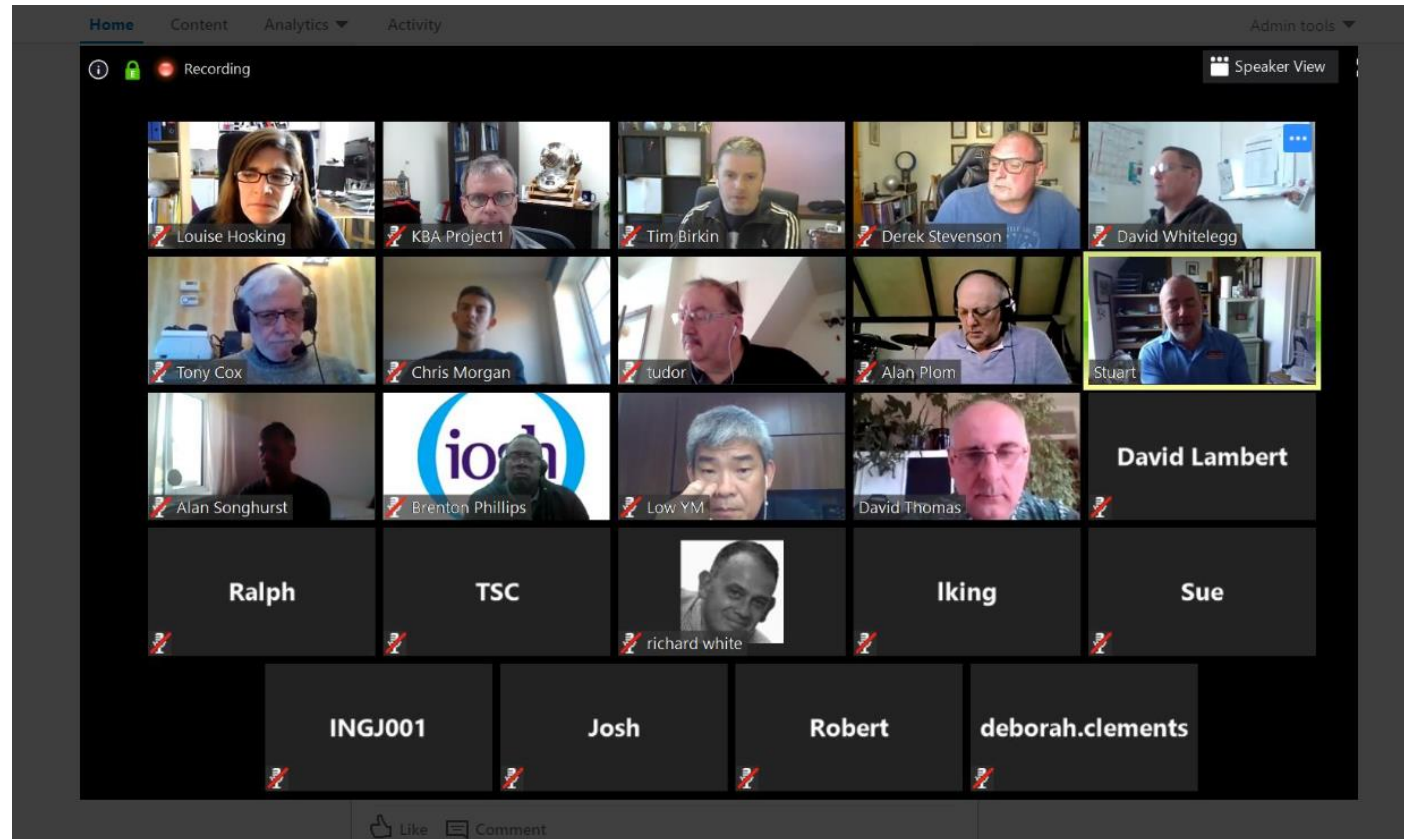 Home Content Analytics Activity Admin tools
Recording Speaker View
Louise Hosking
KBA Project1
Tim Birkin
Derek Stevenson
David Whitelegg
Tony Cox
Chris Morgan
tudor
Alan Plom
Stuart
Alan Songhurst
iosh
Brenton Phillips
Low YM
David Thomas
David Lambert
Ralph
TSC
richard white
lking
Sue
INGJ001
Josh
Robert
deborah.clements
Like Comment